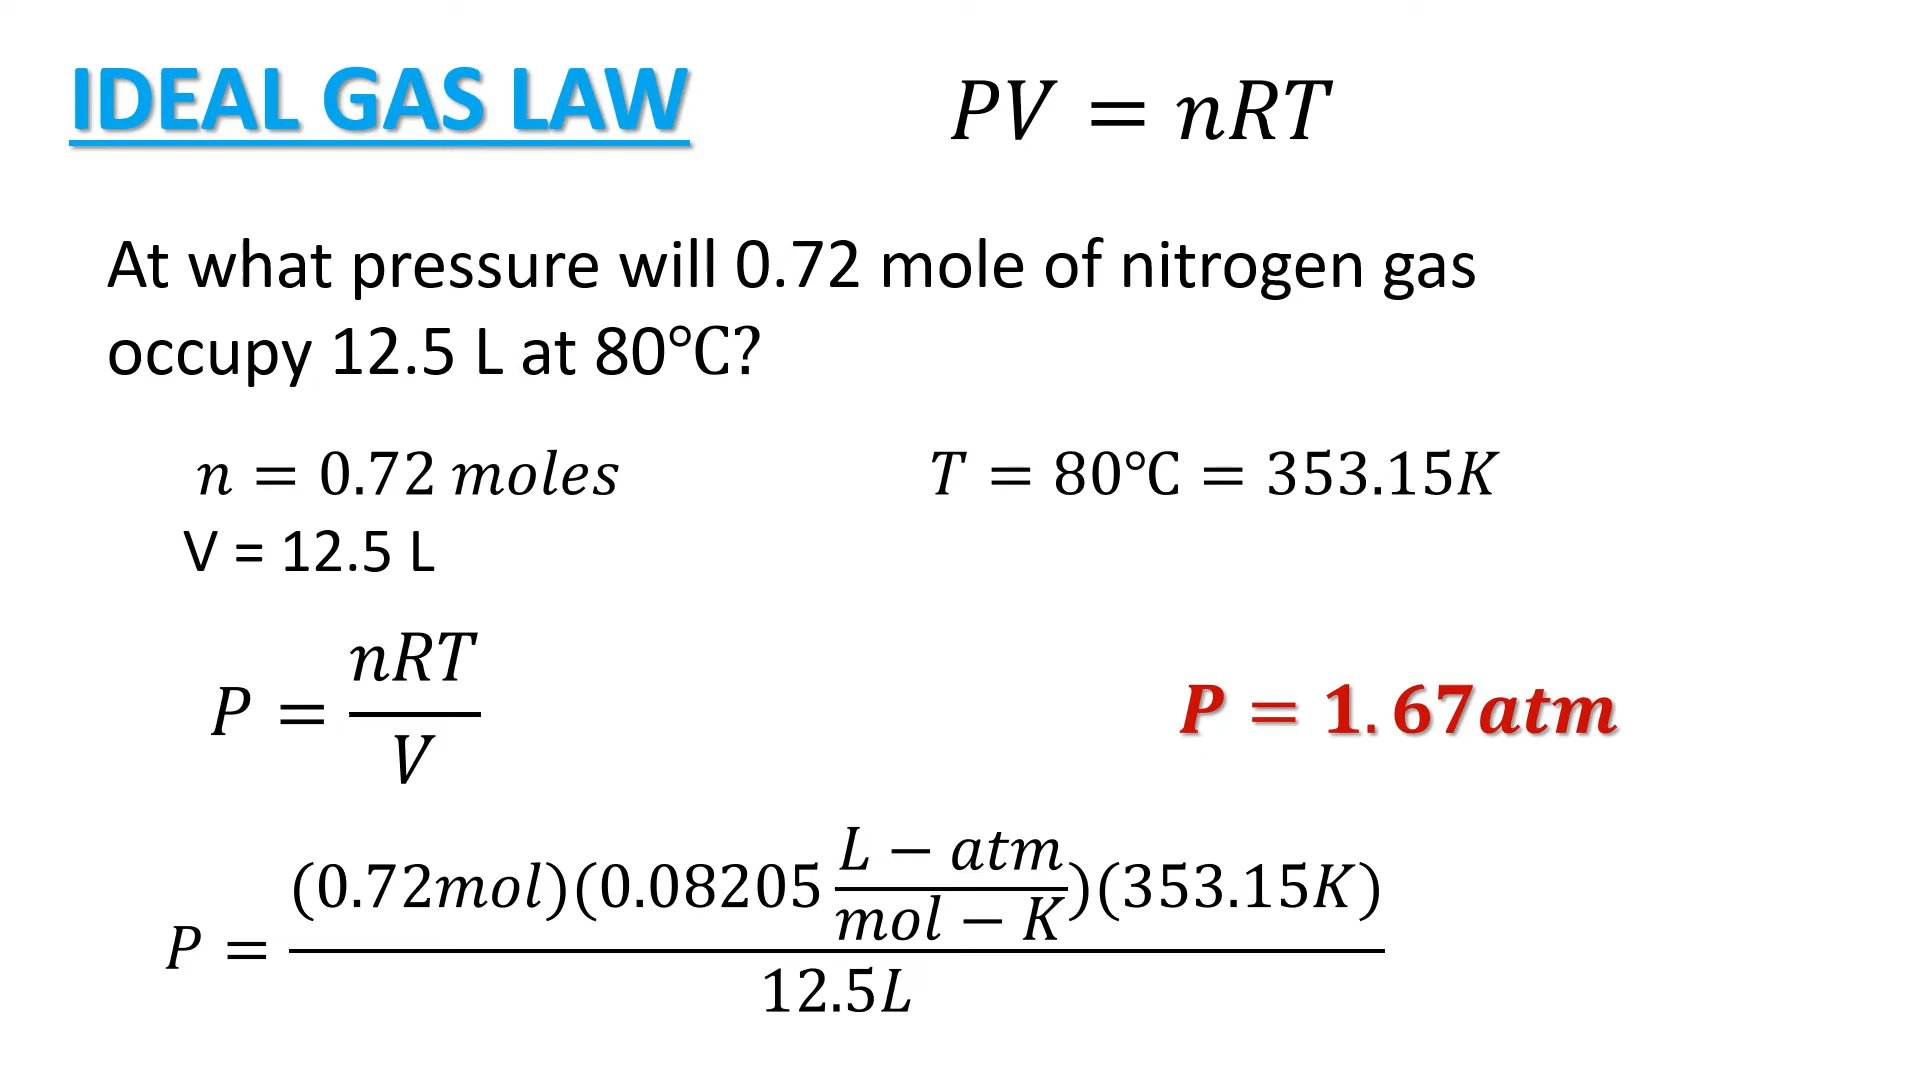 IDEAL GAS LAW
PV = nRT
At what pressure will 0.72 mole of nitrogen gas
occupy 12.5 L at 80℃?
n = 0.72 moles
T = 80℃ = 353.15K
V = 12.5 L
P = nRT / V
P = 1.67atm
P = (0.72mol)(0.08205 L − atm / mol − K)(353.15K) / 12.5L